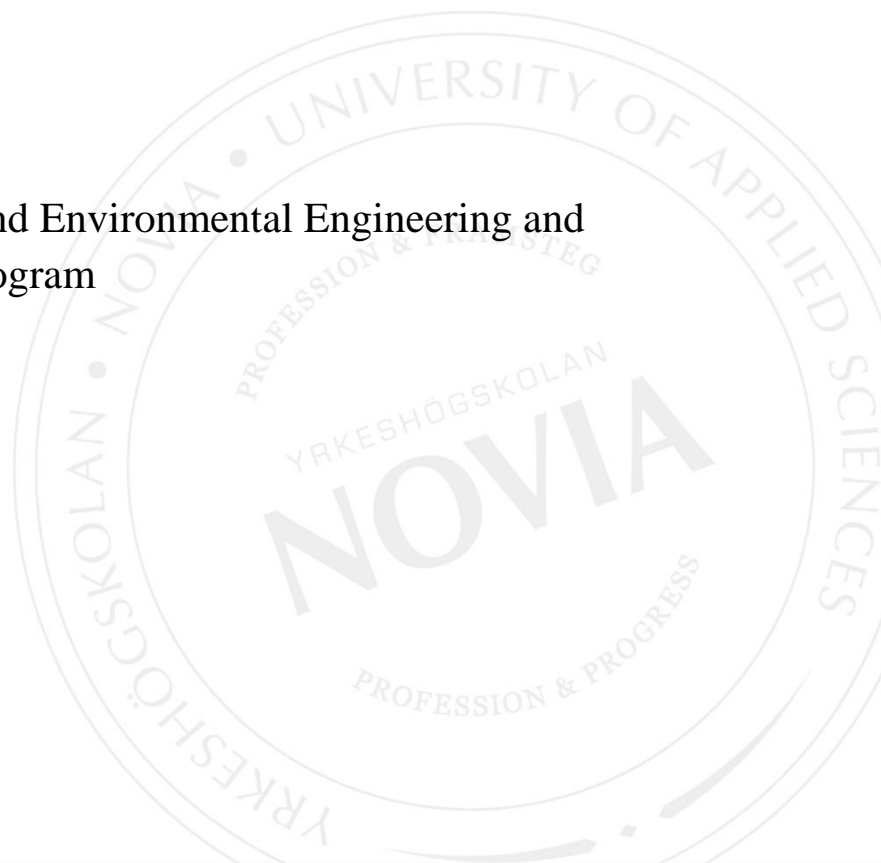 nd Environmental Engineering and
ogram
YRKESHÖGSKOLAN • NOVIA • UNIVERSITY OF APPLIED SCIENCES
PROFESSION & FRAMSTEG
YRKESHÖGSKOLAN
NOVIA
PROFESSION & PROGRESS